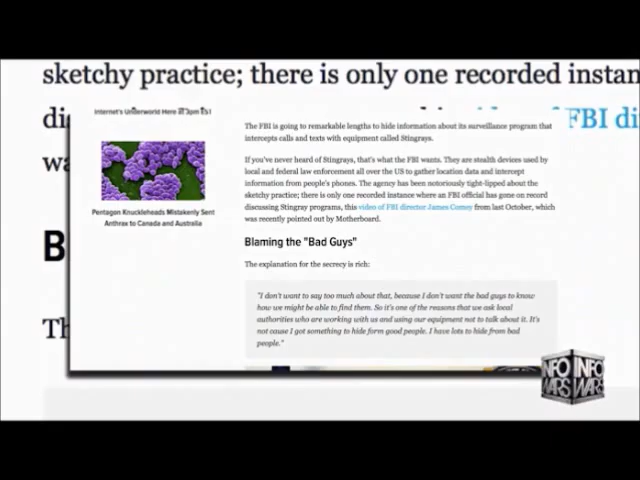 sketchy practice; there is only one recorded instan
Internet's Underworld Here at 3pm EST
di
FBI di
wa
The FBI is going to remarkable lengths to hide information about its surveillance program that
intercepts calls and texts with equipment called Stingrays.
If you've never heard of Stingrays, that's what the FBI wants. They are stealth devices used by
local and federal law enforcement all over the US to gather location data and intercept
information from people's phones. The agency has been notoriously tight-lipped about the
sketchy practice; there is only one recorded instance where an FBI official has gone on record
discussing Stingray programs, this video of FBI director James Comey from last October, which
was recently pointed out by Motherboard.
Pentagon Knuckleheads Mistakenly Sent
Anthrax to Canada and Australia
B
Blaming the "Bad Guys"
The explanation for the secrecy is rich:
Th
"I don't want to say too much about that, because I don't want the bad guys to know
how we might be able to find them. So it's one of the reasons that we ask local
authorities who are working with us and using our equipment not to talk about it. It's
not cause I got something to hide form good people. I have lots to hide from bad
people."
INFO INFO
WARS WARS